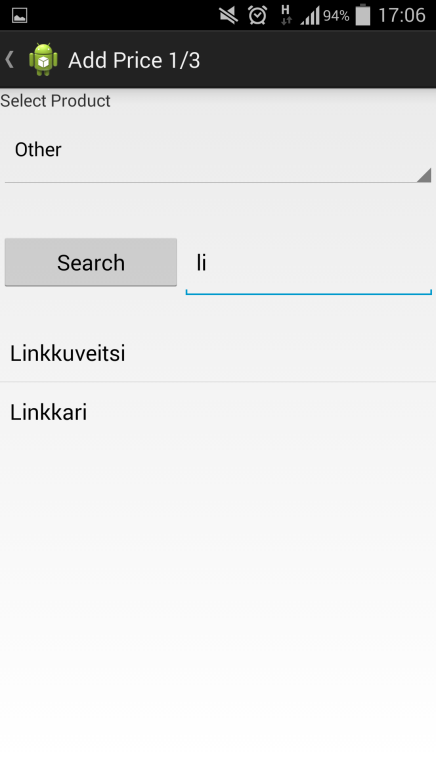 H 94% 17:06
Add Price 1/3
Select Product
Other
Search li
Linkkuveitsi
Linkkari